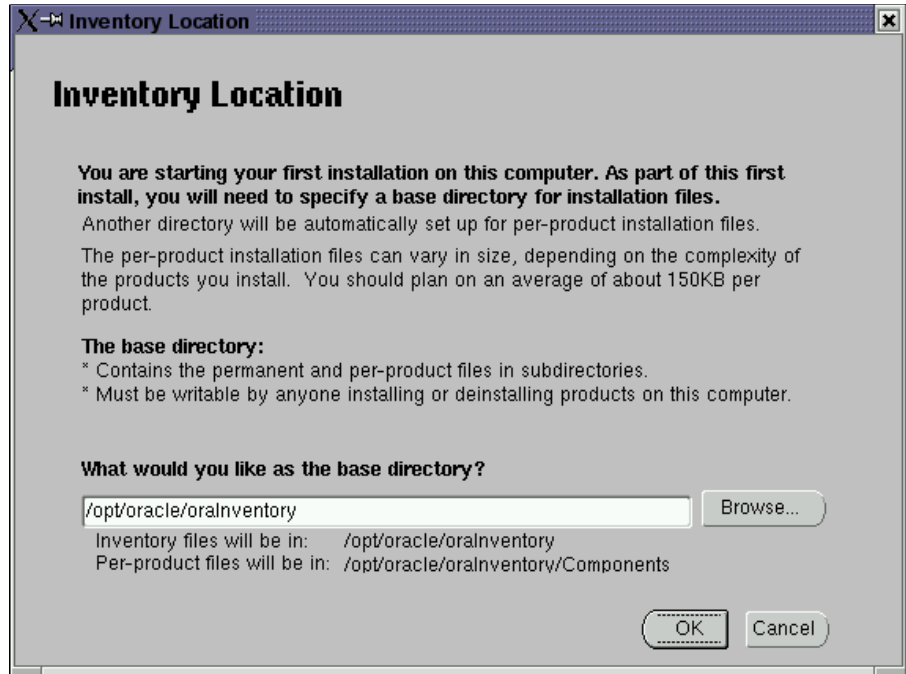 Inventory Location
Inventory Location
You are starting your first installation on this computer. As part of this first
install, you will need to specify a base directory for installation files.
Another directory will be automatically set up for per-product installation files.
The per-product installation files can vary in size, depending on the complexity of
the products you install. You should plan on an average of about 150KB per
product.
The base directory:
* Contains the permanent and per-product files in subdirectories.
* Must be writable by anyone installing or deinstalling products on this computer.
What would you like as the base directory?
/opt/oracle/oraInventory
Browse...
Inventory files will be in: /opt/oracle/oraInventory
Per-product files will be in: /opt/oracle/oraInventory/Components
OK
Cancel